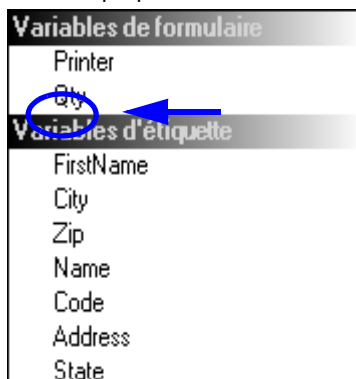 Variables de formulaire
Printer
Qty
Variables d'étiquette
FirstName
City
Zip
Name
Code
Address
State